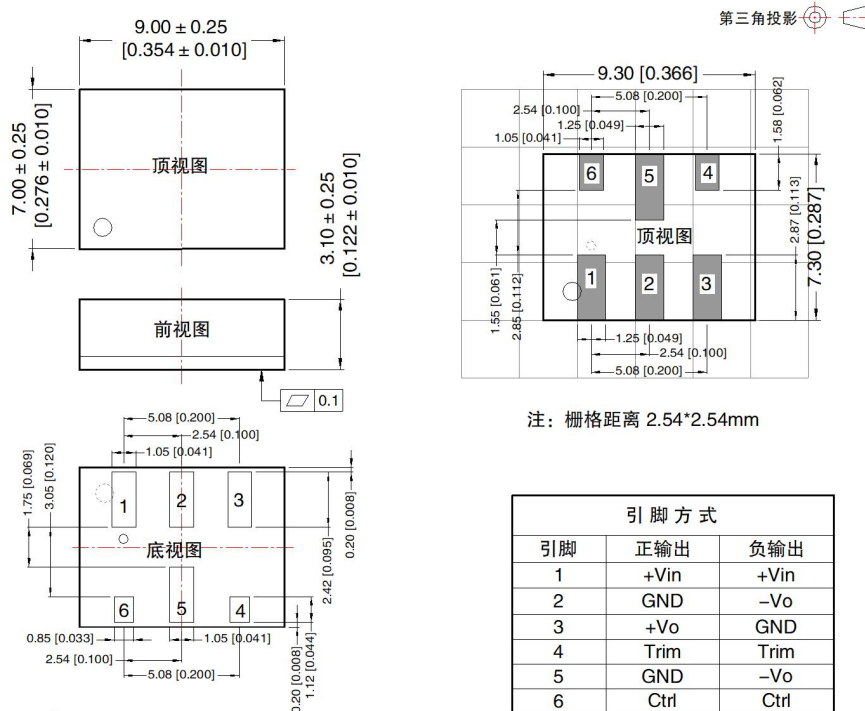 第三角投影
9.00 ± 0.25
[0.354 ± 0.010]
7.00 ± 0.25
[0.276 ± 0.010]
顶视图
3.10 ± 0.25
[0.122 ± 0.010]
前视图
0.1
5.08 [0.200]
2.54 [0.100]
1.05 [0.041]
1.75 [0.069]
3.05 [0.120]
1
2
3
底视图
6
5
4
0.20 [0.008]
2.42 [0.095]
0.85 [0.033]
1.05 [0.041]
2.54 [0.100]
5.08 [0.200]
0.20 [0.008]
1.12 [0.044]
9.30 [0.366]
5.08 [0.200]
2.54 [0.100]
1.25 [0.049]
1.05 [0.041]
1.58 [0.062]
6
5
4
顶视图
2.87 [0.113]
7.30 [0.287]
1.55 [0.061]
2.85 [0.112]
1
2
3
1.25 [0.049]
2.54 [0.100]
5.08 [0.200]
注：栅格距离 2.54*2.54mm
引脚方式
引脚 正输出 负输出
1 +Vin +Vin
2 GND –Vo
3 +Vo GND
4 Trim Trim
5 GND –Vo
6 Ctrl Ctrl